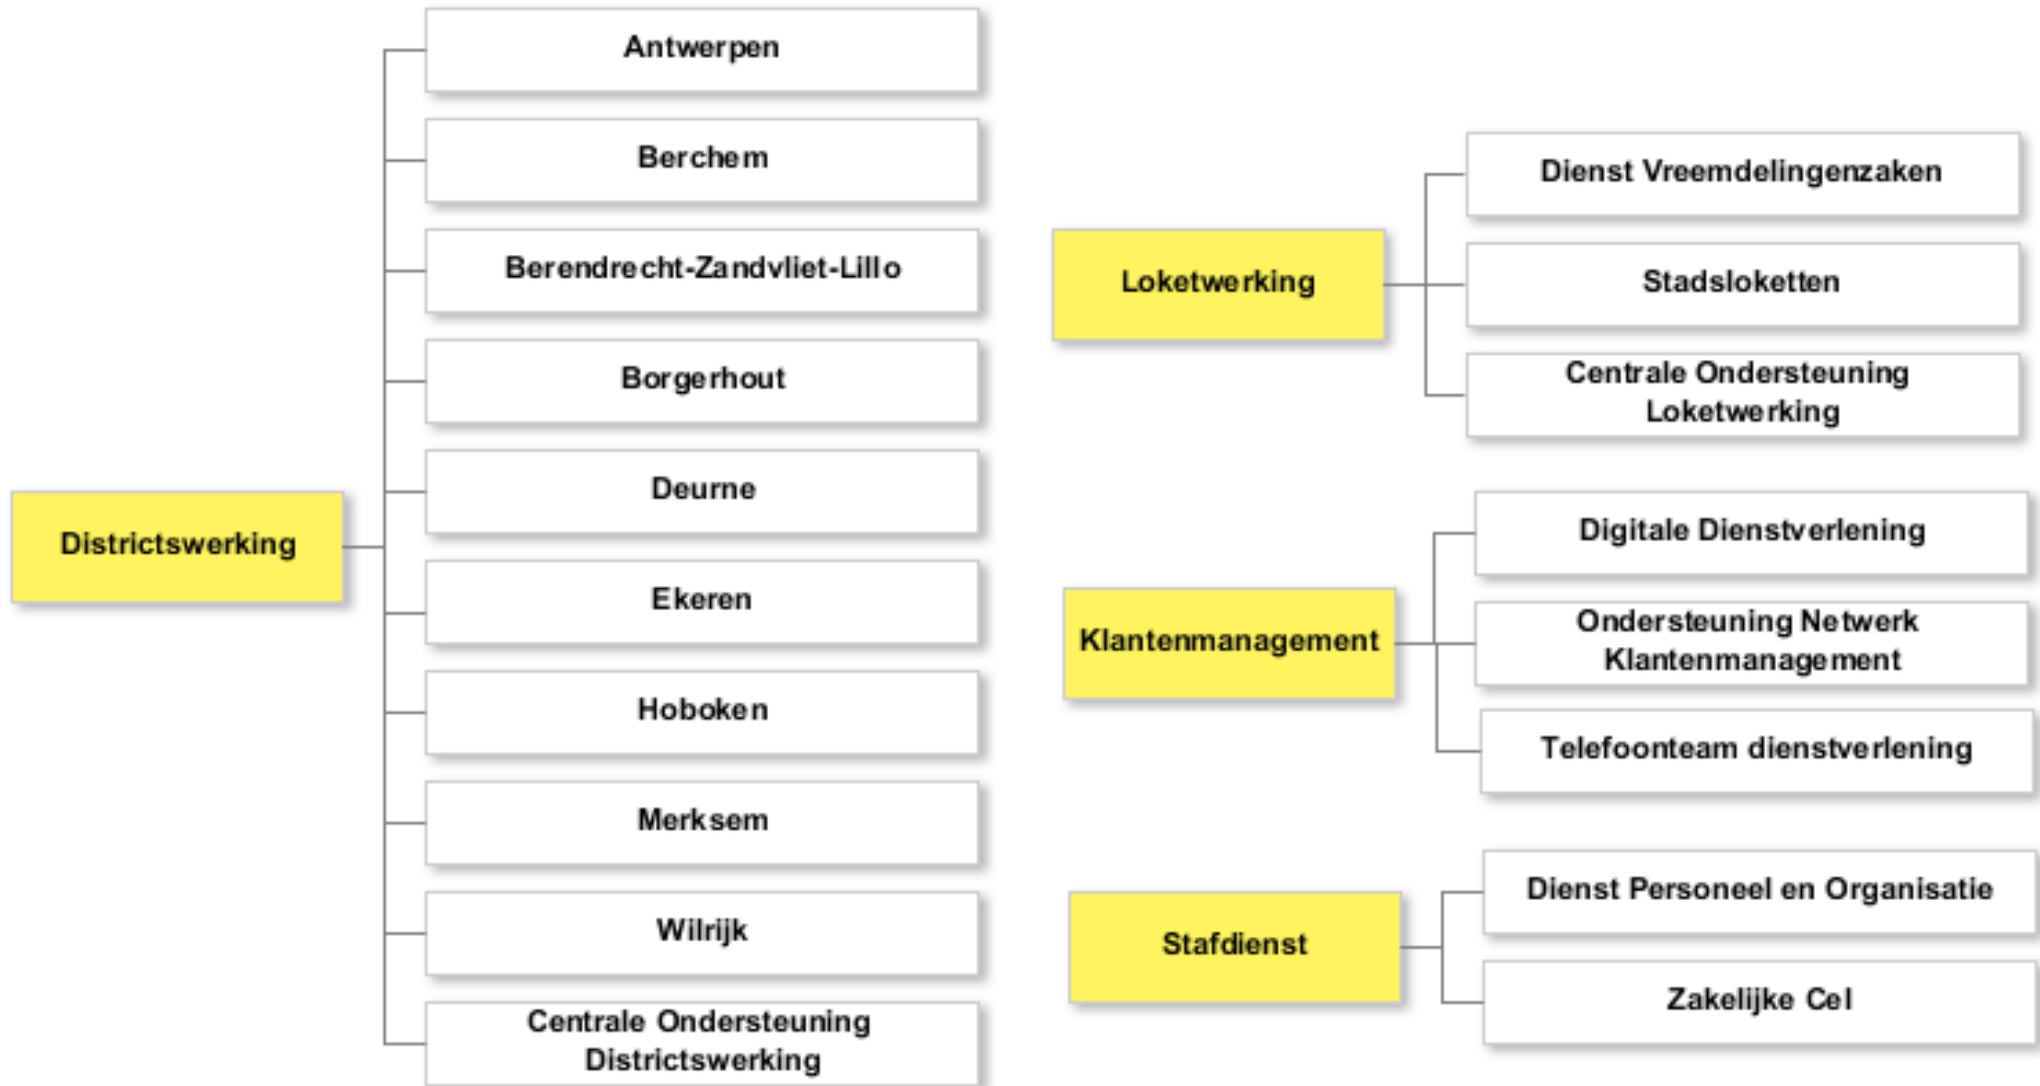 Districtswerking
Antwerpen
Berchem
Berendrecht-Zandvliet-Lillo
Borgerhout
Deurne
Ekeren
Hoboken
Merksem
Wilrijk
Centrale Ondersteuning
Districtswerking
Loketwerking
Dienst Vreemdelingenzaken
Stadsloketten
Centrale Ondersteuning
Loketwerking
Klantenmanagement
Digitale Dienstverlening
Ondersteuning Netwerk
Klantenmanagement
Telefoonteam dienstverlening
Stafdienst
Dienst Personeel en Organisatie
Zakelijke Cel